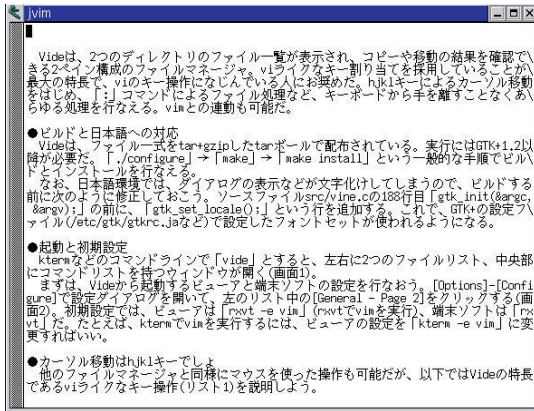 jvim
Videは、2つのディレクトリのファイル一覧が表示され、コピーや移動の結果を確認で\
きる2ペイン構成のファイルマネージャ。viライクなキー割り当てを採用していることが\
最大の特長で、viのキー操作になじんでいる人にお奨めだ。hjklキーによるカーソル移動\
をはじめ、「:」コマンドによるファイル処理など、キーボードから手を離すことなくあ\
らゆる処理を行なえる。vimとの連動も可能だ。
●ビルドと日本語への対応
Videは、ファイル一式をtar+gzipしたtarボールで配布されている。実行にはGTK+1.2以\
降が必要だ。「./configure」→「make」→「make install」という一般的な手順でビル\
ドとインストールを行なえる。
なお、日本語環境では、ダイアログの表示などが文字化けしてしまうので、ビルドする\
前に次のように修正しておこう。ソースファイルsrc/vine.cの188行目「gtk_init(&argc,\
&argv);」の前に、「gtk_set_locale();」という行を追加する。これで、GTK+の設定フ\
ァイル(/etc/gtk/gtkrc.jaなど)で設定したフォントセットが使われるようになる。
●起動と初期設定
ktermなどのコマンドラインで「vide」とすると、左右に2つのファイルリスト、中央部\
にコマンドリストを持つウィンドウが開く(画面1)。
まずは、Videから起動するビューアと端末ソフトの設定を行なおう。[Options]-[Confi\
gure]で設定ダイアログを開いて、左のリスト中の[General - Page 2]をクリックする(画\
面2)。初期設定では、ビューアは「rxvt -e vim」(rxvtでvimを実行)、端末ソフトは「rx\
vt」だ。たとえば、ktermでvimを実行するには、ビューアの設定を「kterm -e vim」に変\
更すればいい。
●カーソル移動はhjklキーでしょ
他のファイルマネージャと同様にマウスを使った操作も可能だが、以下ではVideの特長\
であるviライクなキー操作(リスト1)を説明しよう。